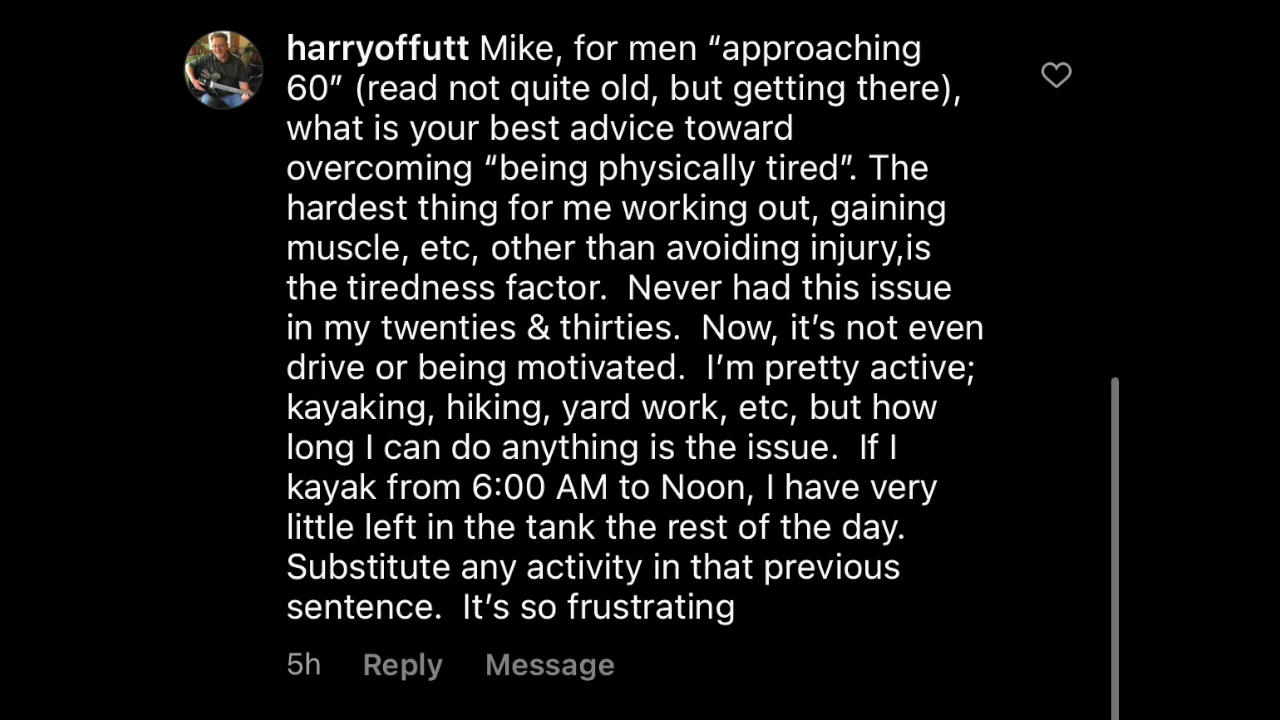 harryoffutt Mike, for men “approaching
60” (read not quite old, but getting there),
what is your best advice toward
overcoming “being physically tired”. The
hardest thing for me working out, gaining
muscle, etc, other than avoiding injury,is
the tiredness factor.  Never had this issue
in my twenties & thirties.  Now, it’s not even
drive or being motivated.  I’m pretty active;
kayaking, hiking, yard work, etc, but how
long I can do anything is the issue.  If I
kayak from 6:00 AM to Noon, I have very
little left in the tank the rest of the day.
Substitute any activity in that previous
sentence.  It’s so frustrating
5h Reply Message